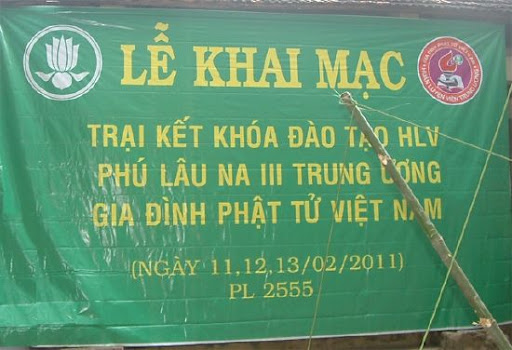 LỄ KHAI MẠC
TRẠI KẾT KHÓA ĐÀO TẠO HLV
PHÚ LÂU NA III TRUNG ƯƠNG
GIA ĐÌNH PHẬT TỬ VIỆT NAM
(NGÀY 11,12,13/02/2011)
PL 2555